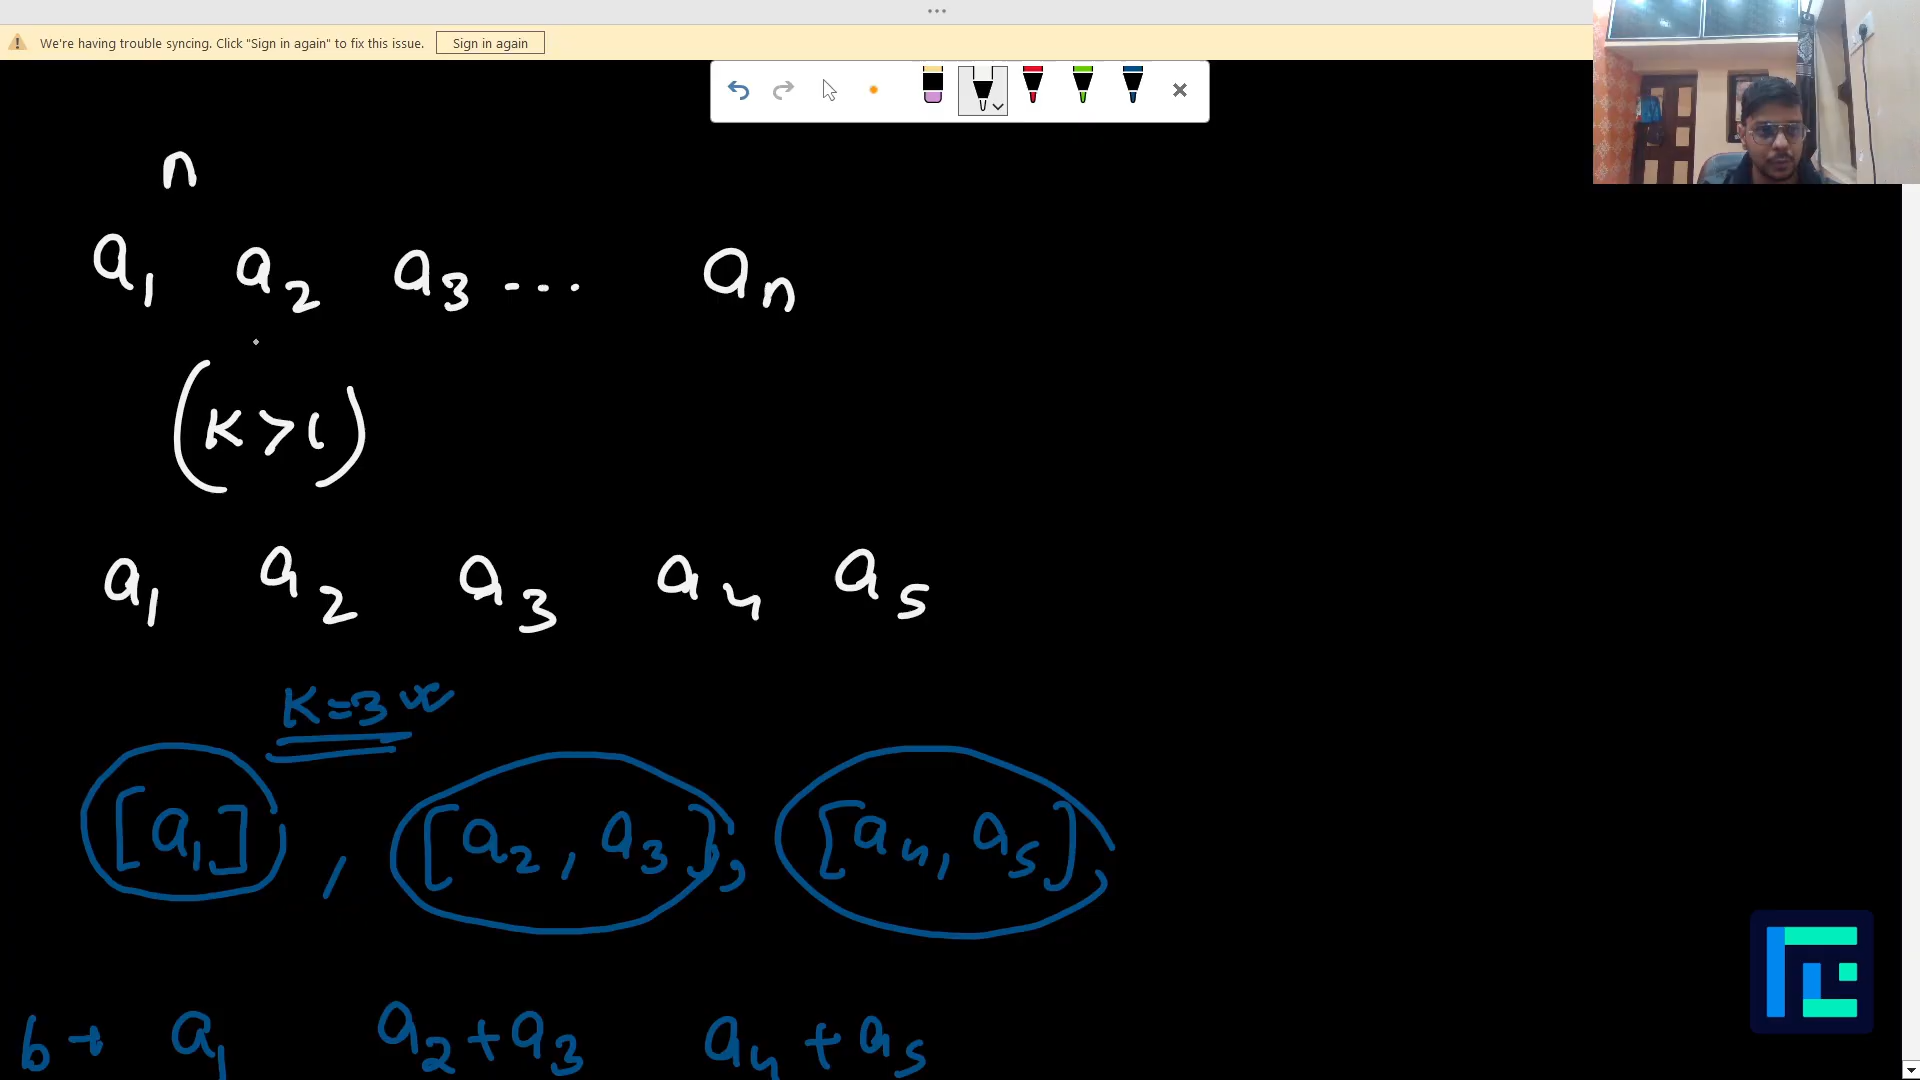 We're having trouble syncing. Click "Sign in again" to fix this issue. Sign in again
n
a₁ a₂ a₃ ... aₙ
(K>1)
a₁ a₂ a₃ a₄ a₅
K=3
[a₁], [a₂, a₃], [a₄, a₅],
b → a₁ a₂+a₃ a₄+a₅